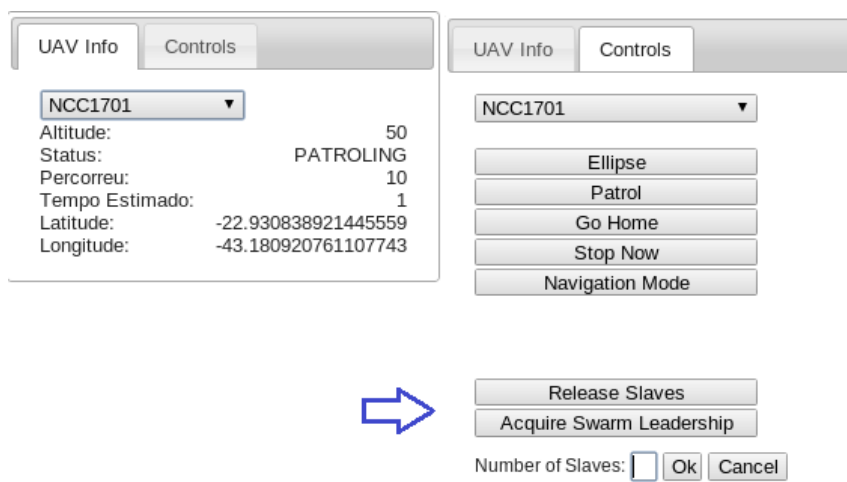 UAV Info Controls
NCC1701
Altitude: 50
Status: PATROLING
Percorreu: 10
Tempo Estimado: 1
Latitude: -22.930838921445559
Longitude: -43.180920761107743
UAV Info Controls
NCC1701
Ellipse
Patrol
Go Home
Stop Now
Navigation Mode
Release Slaves
Acquire Swarm Leadership
Number of Slaves: Ok Cancel